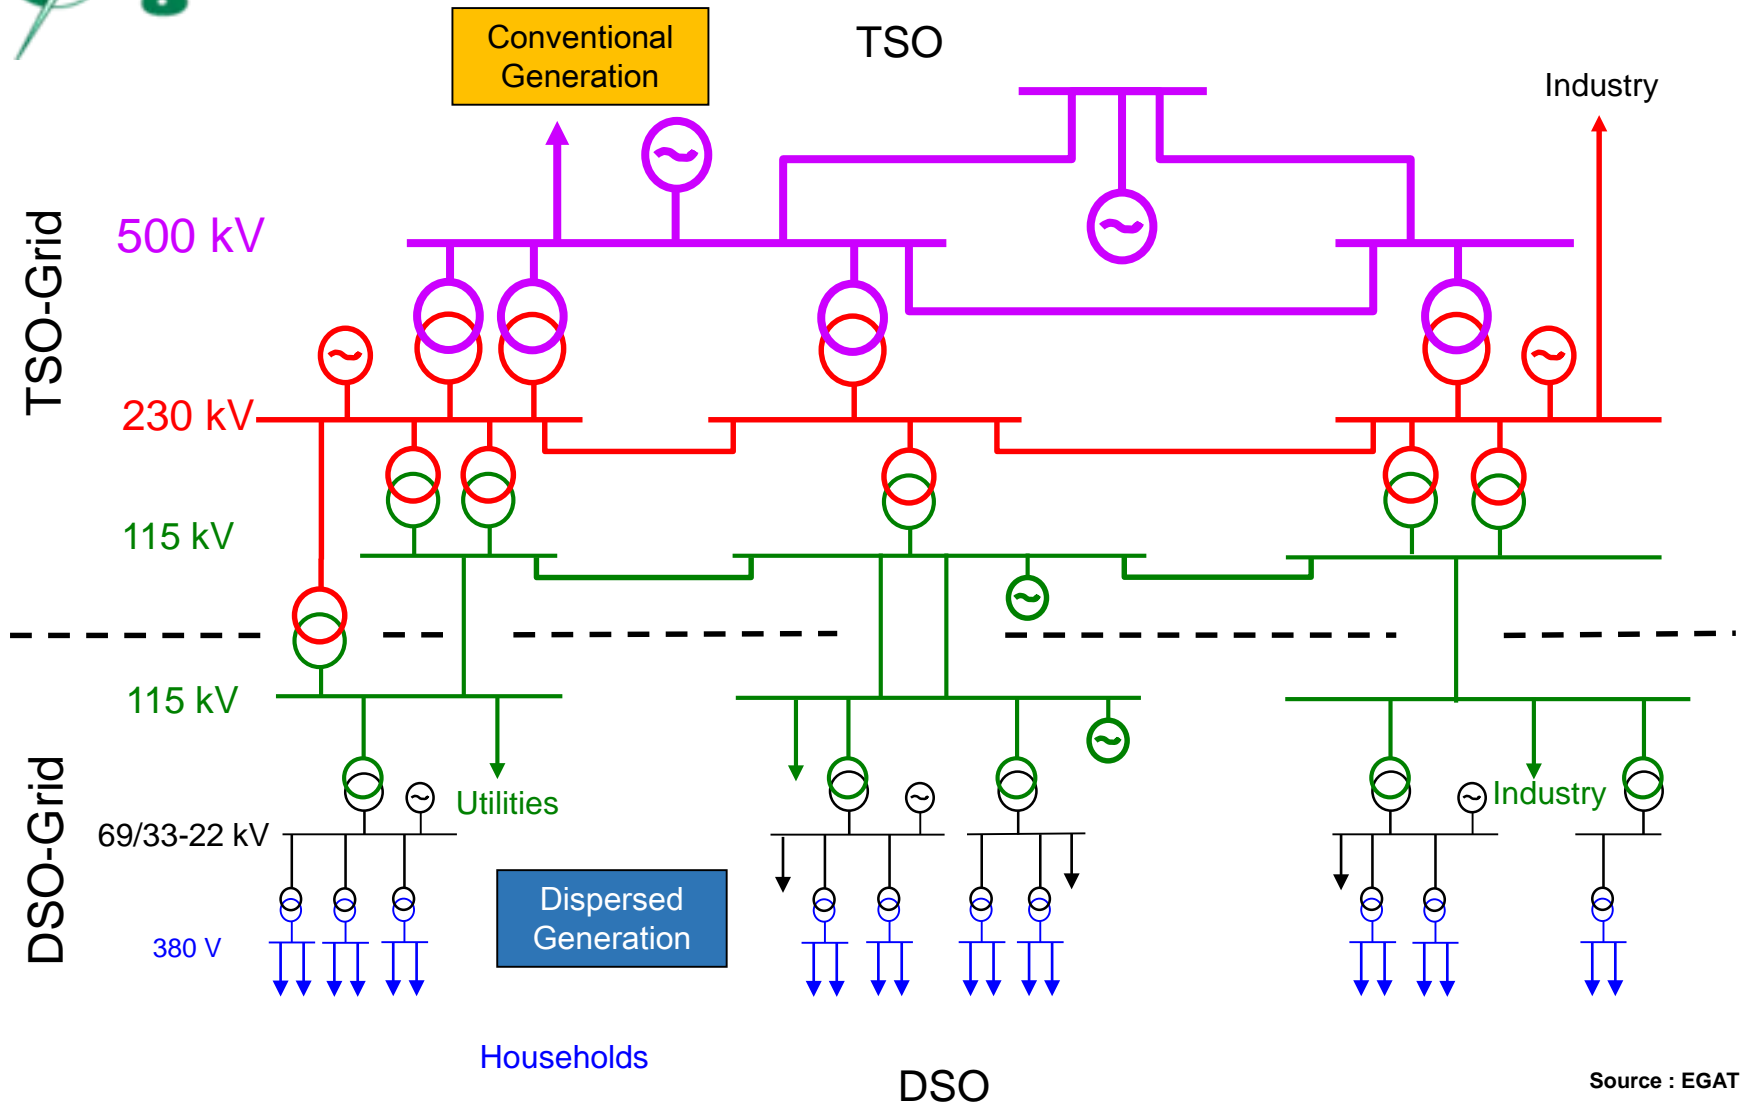 Conventional
Generation
TSO
Industry
TSO-Grid
500 kV
230 kV
115 kV
115 kV
DSO-Grid
Utilities
Industry
69/33-22 kV
Dispersed
Generation
380 V
Households
DSO
Source : EGAT